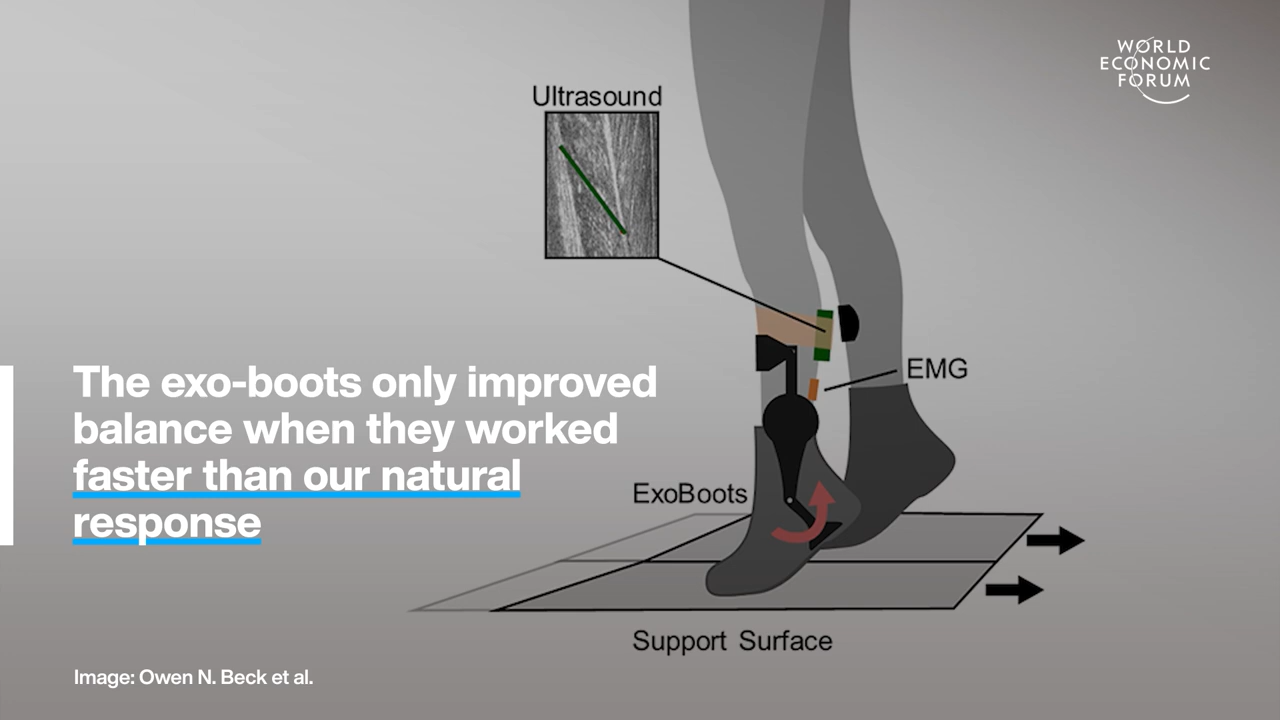 WORLD
ECONOMIC
FORUM
Ultrasound
EMG
The exo-boots only improved
balance when they worked
faster than our natural
response
ExoBoots
Support Surface
Image: Owen N. Beck et al.